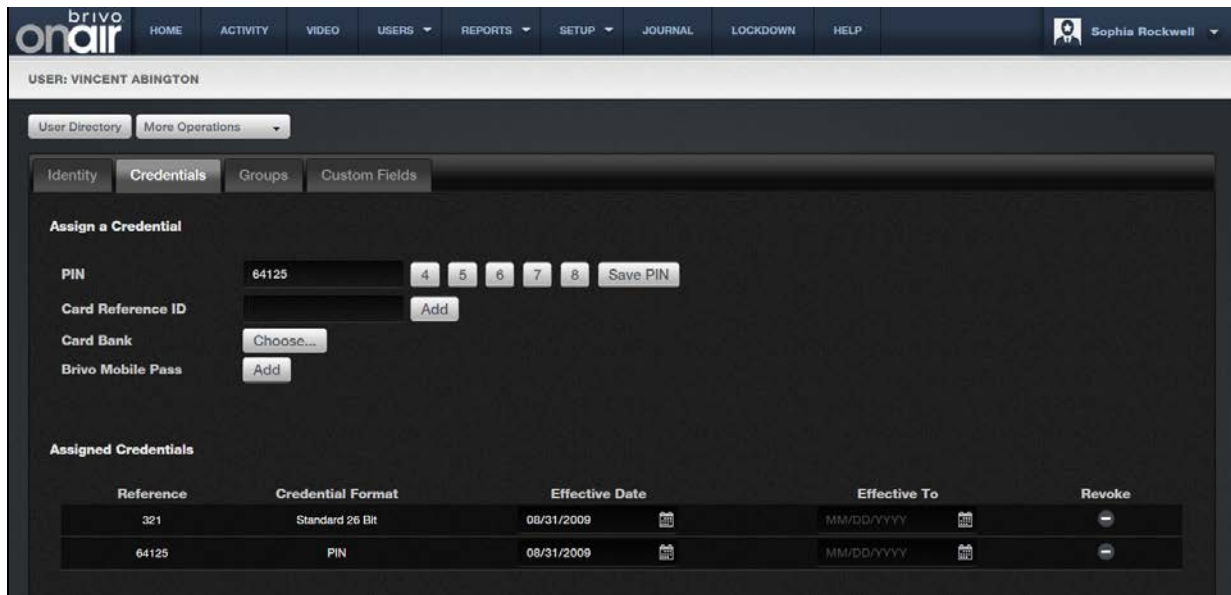 brivo
onair
HOME ACTIVITY VIDEO USERS REPORTS SETUP JOURNAL LOCKDOWN HELP Sophia Rockwell
USER: VINCENT ABINGTON
User Directory More Operations
Identity Credentials Groups Custom Fields
Assign a Credential
PIN 64125 4 5 6 7 8 Save PIN
Card Reference ID Add
Card Bank Choose...
Brivo Mobile Pass Add
Assigned Credentials
Reference Credential Format Effective Date Effective To Revoke
321 Standard 26 Bit 08/31/2009 MM/DD/YYYY
64125 PIN 08/31/2009 MM/DD/YYYY